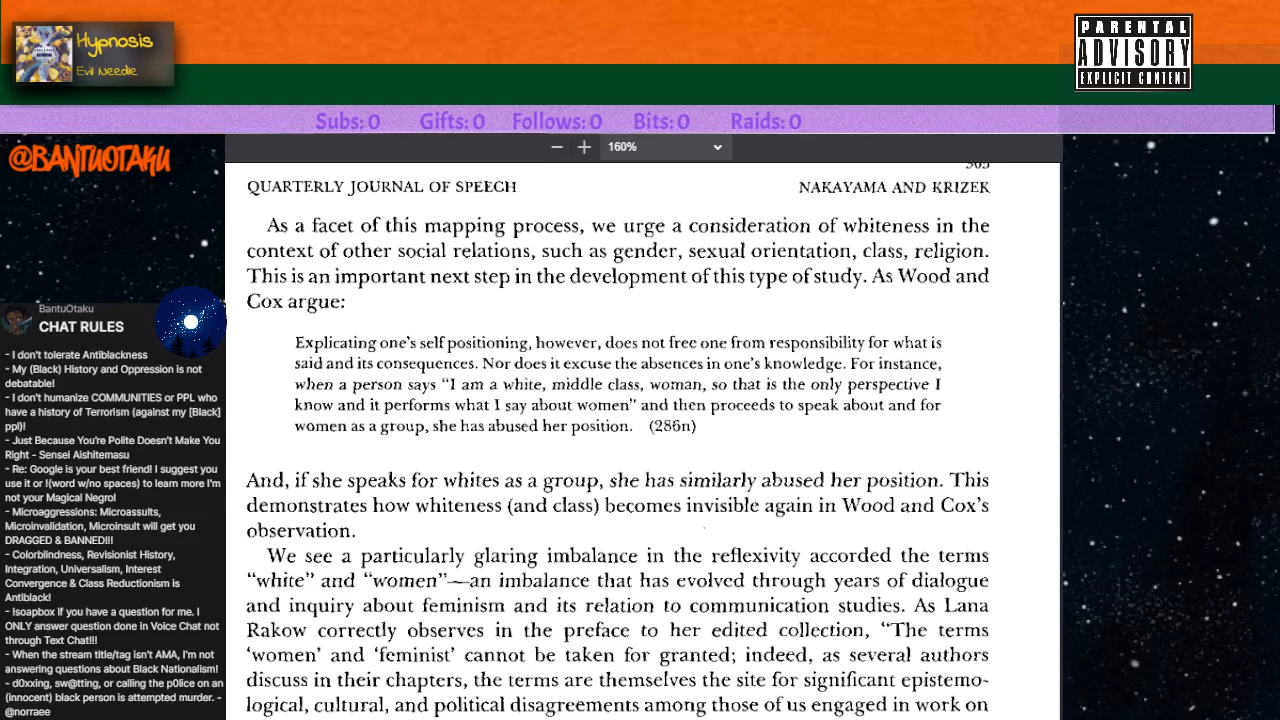 Hypnosis
Evil Needle
PARENTAL
ADVISORY
EXPLICIT CONTENT
Subs: 0 Gifts: 0 Follows: 0 Bits: 0 Raids: 0
@BANTUOTAKU
160%
QUARTERLY JOURNAL OF SPEECH NAKAYAMA AND KRIZEK
As a facet of this mapping process, we urge a consideration of whiteness in the
context of other social relations, such as gender, sexual orientation, class, religion.
This is an important next step in the development of this type of study. As Wood and
Cox argue:
Explicating one's self positioning, however, does not free one from responsibility for what is
said and its consequences. Nor does it excuse the absences in one's knowledge. For instance,
when a person says "I am a white, middle class, woman, so that is the only perspective I
know and it performs what I say about women" and then proceeds to speak about and for
women as a group, she has abused her position. (286n)
And, if she speaks for whites as a group, she has similarly abused her position. This
demonstrates how whiteness (and class) becomes invisible again in Wood and Cox's
observation.
We see a particularly glaring imbalance in the reflexivity accorded the terms
"white" and "women"—an imbalance that has evolved through years of dialogue
and inquiry about feminism and its relation to communication studies. As Lana
Rakow correctly observes in the preface to her edited collection, "The terms
'women' and 'feminist' cannot be taken for granted; indeed, as several authors
discuss in their chapters, the terms are themselves the site for significant epistemo-
logical, cultural, and political disagreements among those of us engaged in work on
BantuOtaku
CHAT RULES
- I don't tolerate Antiblackness
- My (Black) History and Oppression is not
debatable!
- I don't humanize COMMUNITIES or PPL who
have a history of Terrorism (against my [Black]
ppl)!
- Just Because You're Polite Doesn't Make You
Right - Sensei Aishitemasu
- Re: Google is your best friend! I suggest you
use it or !(word w/no spaces) to learn more I'm
not your Magical Negro!
- Microaggressions: Microassults,
Microinvalidation, Microinsult will get you
DRAGGED & BANNED!!!
- Colorblindness, Revisionist History,
Integration, Universalism, Interest
Convergence & Class Reductionism is
Antiblack!
- !soapbox if you have a question for me. I
ONLY answer question done in Voice Chat not
through Text Chat!!!
- When the stream title/tag isn't AMA, I'm not
answering questions about Black Nationalism!
- d0xxing, sw@tting, or calling the p0lice on an
(innocent) black person is attempted murder. -
@norraee